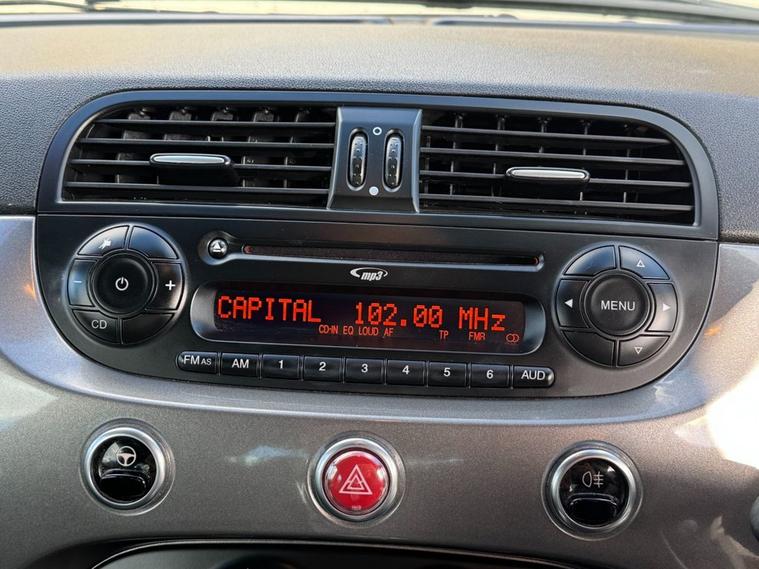 mp3
CAPITAL 102.00 MHz
CD-IN EQ LOUD AF TP FMR
- +
CD
MENU
FM AS AM 1 2 3 4 5 6 AUD